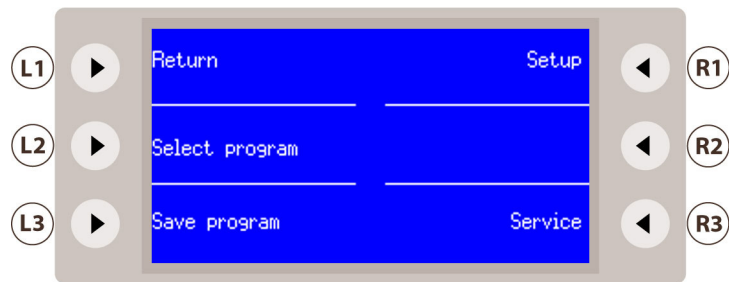 L1 Return Setup R1
L2 Select program R2
L3 Save program Service R3